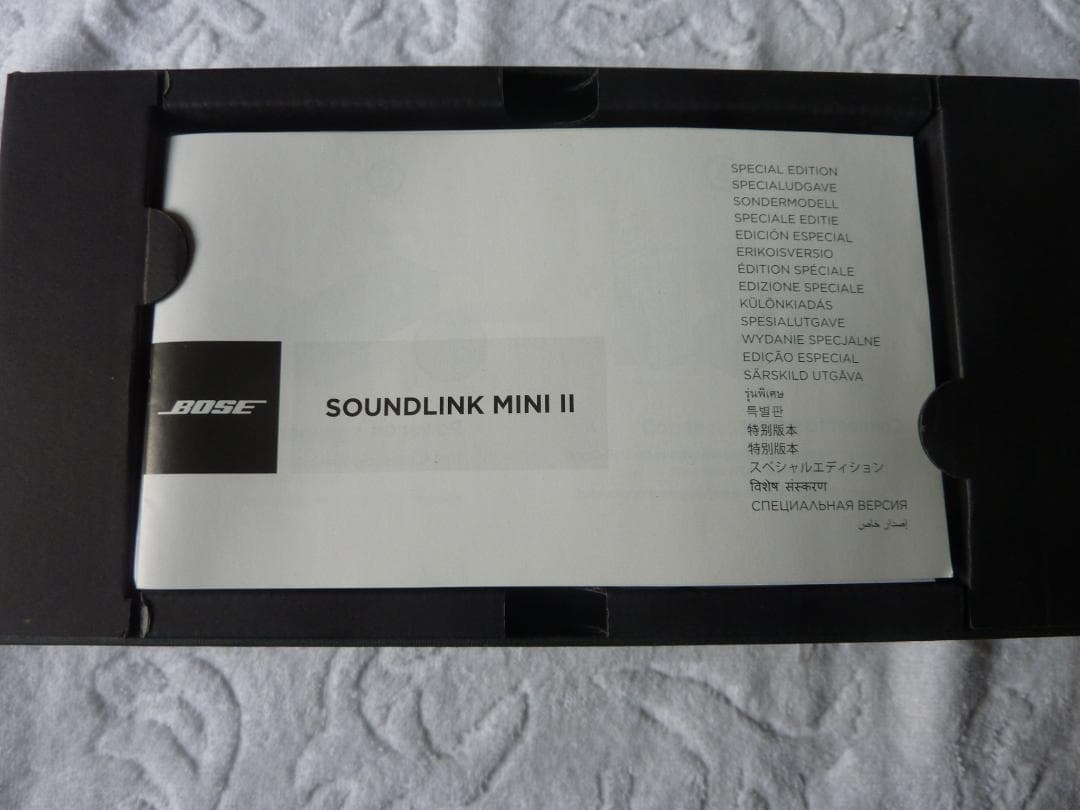 BOSE
SOUNDLINK MINI II
SPECIAL EDITION
SPECIALUDGAVE
SONDERMODELL
SPECIALE EDITIE
EDICIÓN ESPECIAL
ERIKOISVERSIO
ÉDITION SPÉCIALE
EDIZIONE SPECIALE
KÜLÖNKIADÁS
SPESIALUTGAVE
WYDANIE SPECJALNE
EDIÇÃO ESPECIAL
SÄRSKILD UTGÅVA
รุ่นพิเศษ
특별판
特别版本
特別版本
スペシャルエディション
विशेष संस्करण
СПЕЦИАЛЬНАЯ ВЕРСИЯ
إصدار خاص